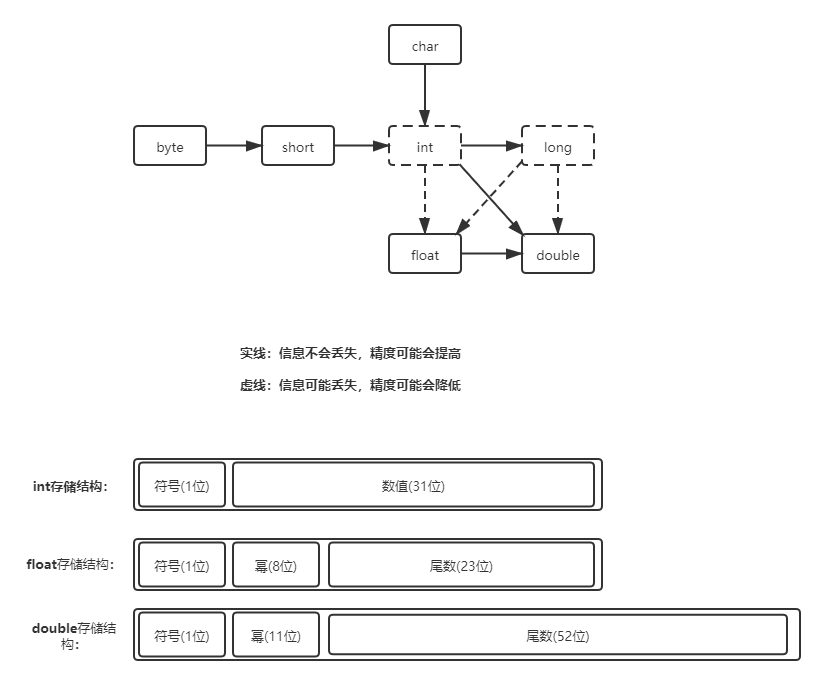 char
byte
short
int
long
float
double
实线：信息不会丢失，精度可能会提高
虚线：信息可能丢失，精度可能会降低
int存储结构：
符号(1位)
数值(31位)
float存储结构：
符号(1位)
幂(8位)
尾数(23位)
double存储结
构：
符号(1位)
幂(11位)
尾数(52位)